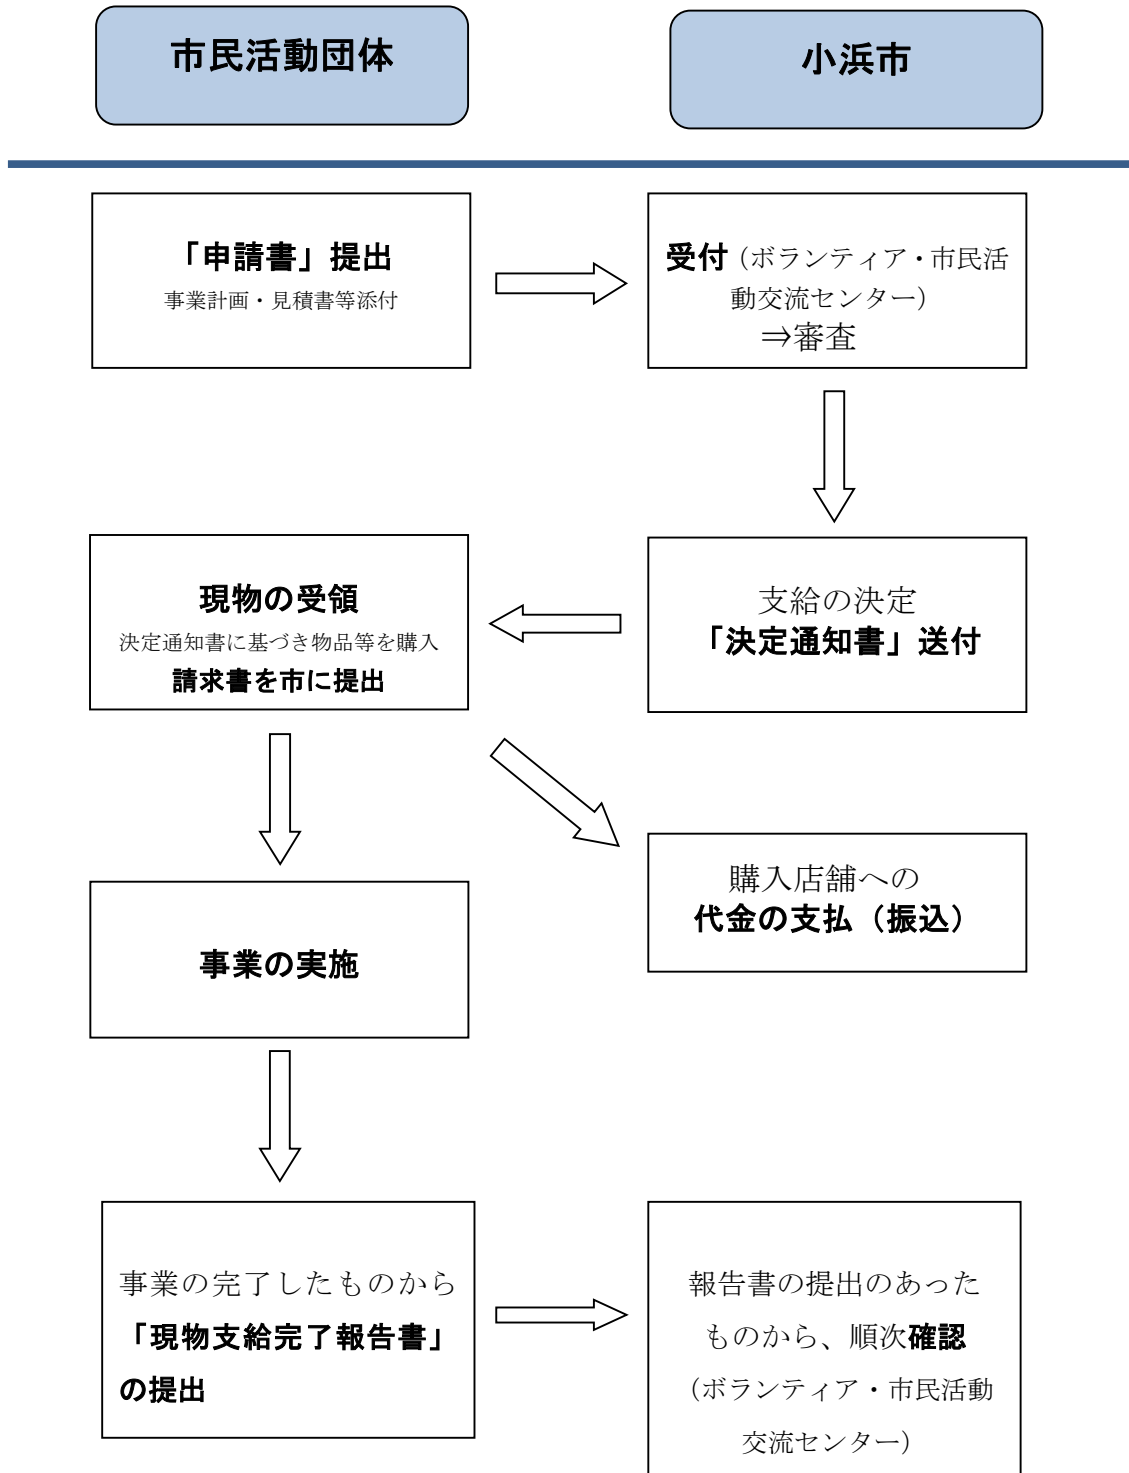 市民活動団体
小浜市
「申請書」提出
事業計画・見積書等添付
受付（ボランティア・市民活
動交流センター）
⇒審査
支給の決定
「決定通知書」送付
現物の受領
決定通知書に基づき物品等を購入
請求書を市に提出
購入店舗への
代金の支払（振込）
事業の実施
事業の完了したものから
「現物支給完了報告書」
の提出
報告書の提出のあった
ものから、順次確認
（ボランティア・市民活動
交流センター）